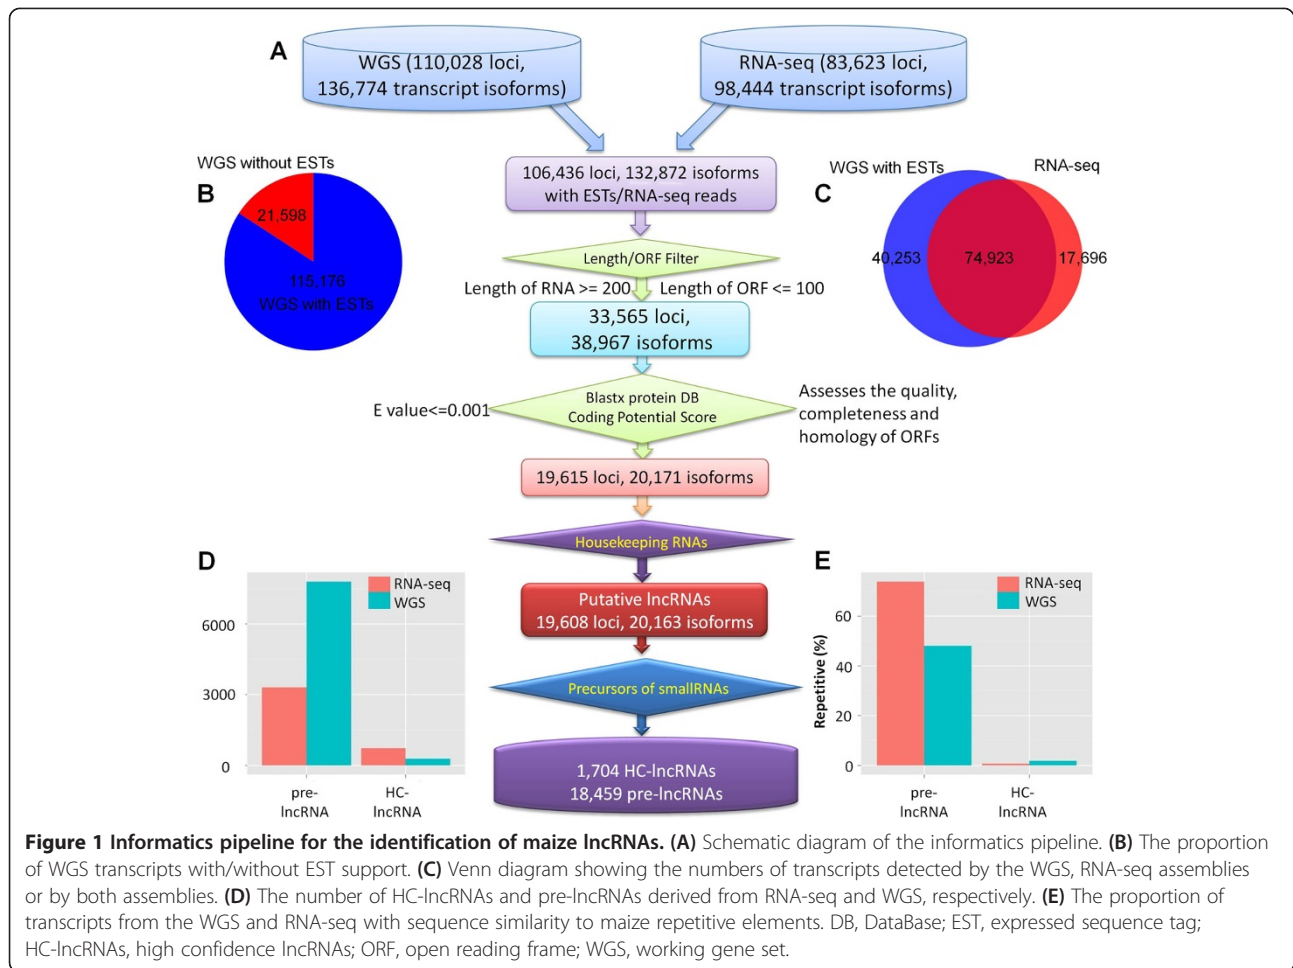 A
WGS (110,028 loci,
136,774 transcript isoforms)
RNA-seq (83,623 loci,
98,444 transcript isoforms)
106,436 loci, 132,872 isoforms
with ESTs/RNA-seq reads
B
WGS without ESTs
21,598
115,176
WGS with ESTs
C
WGS with ESTs
RNA-seq
40,253
74,923
17,696
Length/ORF Filter
Length of RNA >= 200
Length of ORF <= 100
33,565 loci,
38,967 isoforms
E value<=0.001
Blastx protein DB
Coding Potential Score
Assesses the quality,
completeness and
homology of ORFs
19,615 loci, 20,171 isoforms
Housekeeping RNAs
Putative lncRNAs
19,608 loci, 20,163 isoforms
Precursors of smallRNAs
1,704 HC-lncRNAs
18,459 pre-lncRNAs
D
RNA-seq
WGS
6000
3000
0
pre-
lncRNA
HC-
lncRNA
E
RNA-seq
WGS
Repetitive (%)
60
40
20
0
pre-
lncRNA
HC-
lncRNA
Figure 1 Informatics pipeline for the identification of maize lncRNAs. (A) Schematic diagram of the informatics pipeline. (B) The proportion
of WGS transcripts with/without EST support. (C) Venn diagram showing the numbers of transcripts detected by the WGS, RNA-seq assemblies
or by both assemblies. (D) The number of HC-lncRNAs and pre-lncRNAs derived from RNA-seq and WGS, respectively. (E) The proportion of
transcripts from the WGS and RNA-seq with sequence similarity to maize repetitive elements. DB, DataBase; EST, expressed sequence tag;
HC-lncRNAs, high confidence lncRNAs; ORF, open reading frame; WGS, working gene set.